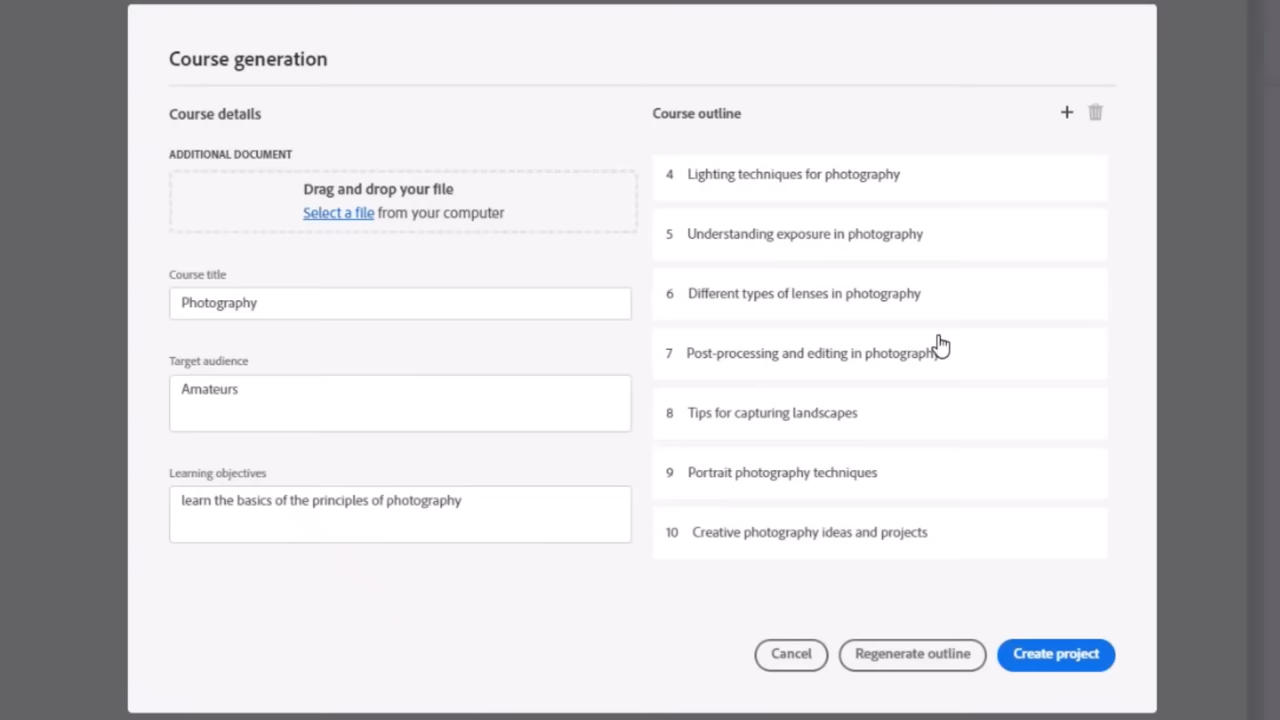 Course generation
Course details
ADDITIONAL DOCUMENT
Drag and drop your file
Select a file from your computer
Course title
Photography
Target audience
Amateurs
Learning objectives
learn the basics of the principles of photography
Course outline
+
4 Lighting techniques for photography
5 Understanding exposure in photography
6 Different types of lenses in photography
7 Post-processing and editing in photography
8 Tips for capturing landscapes
9 Portrait photography techniques
10 Creative photography ideas and projects
Cancel
Regenerate outline
Create project